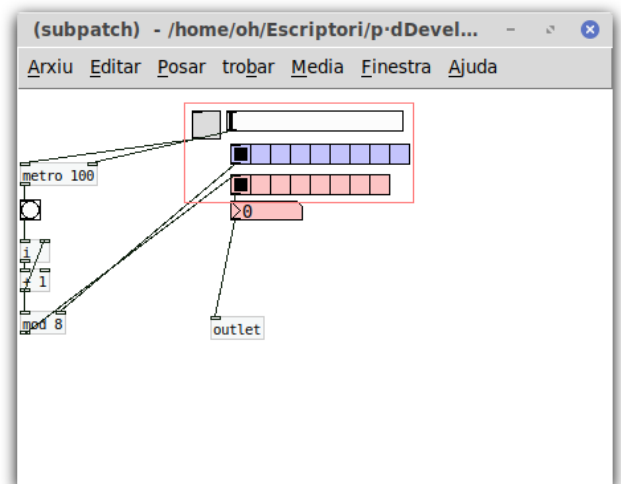 (subpatch) - /home/oh/Escriptori/p·dDevel...
Arxiu Editar Posar trobar Media Finestra Ajuda
metro 100
0
i
+ 1
mod 8
outlet